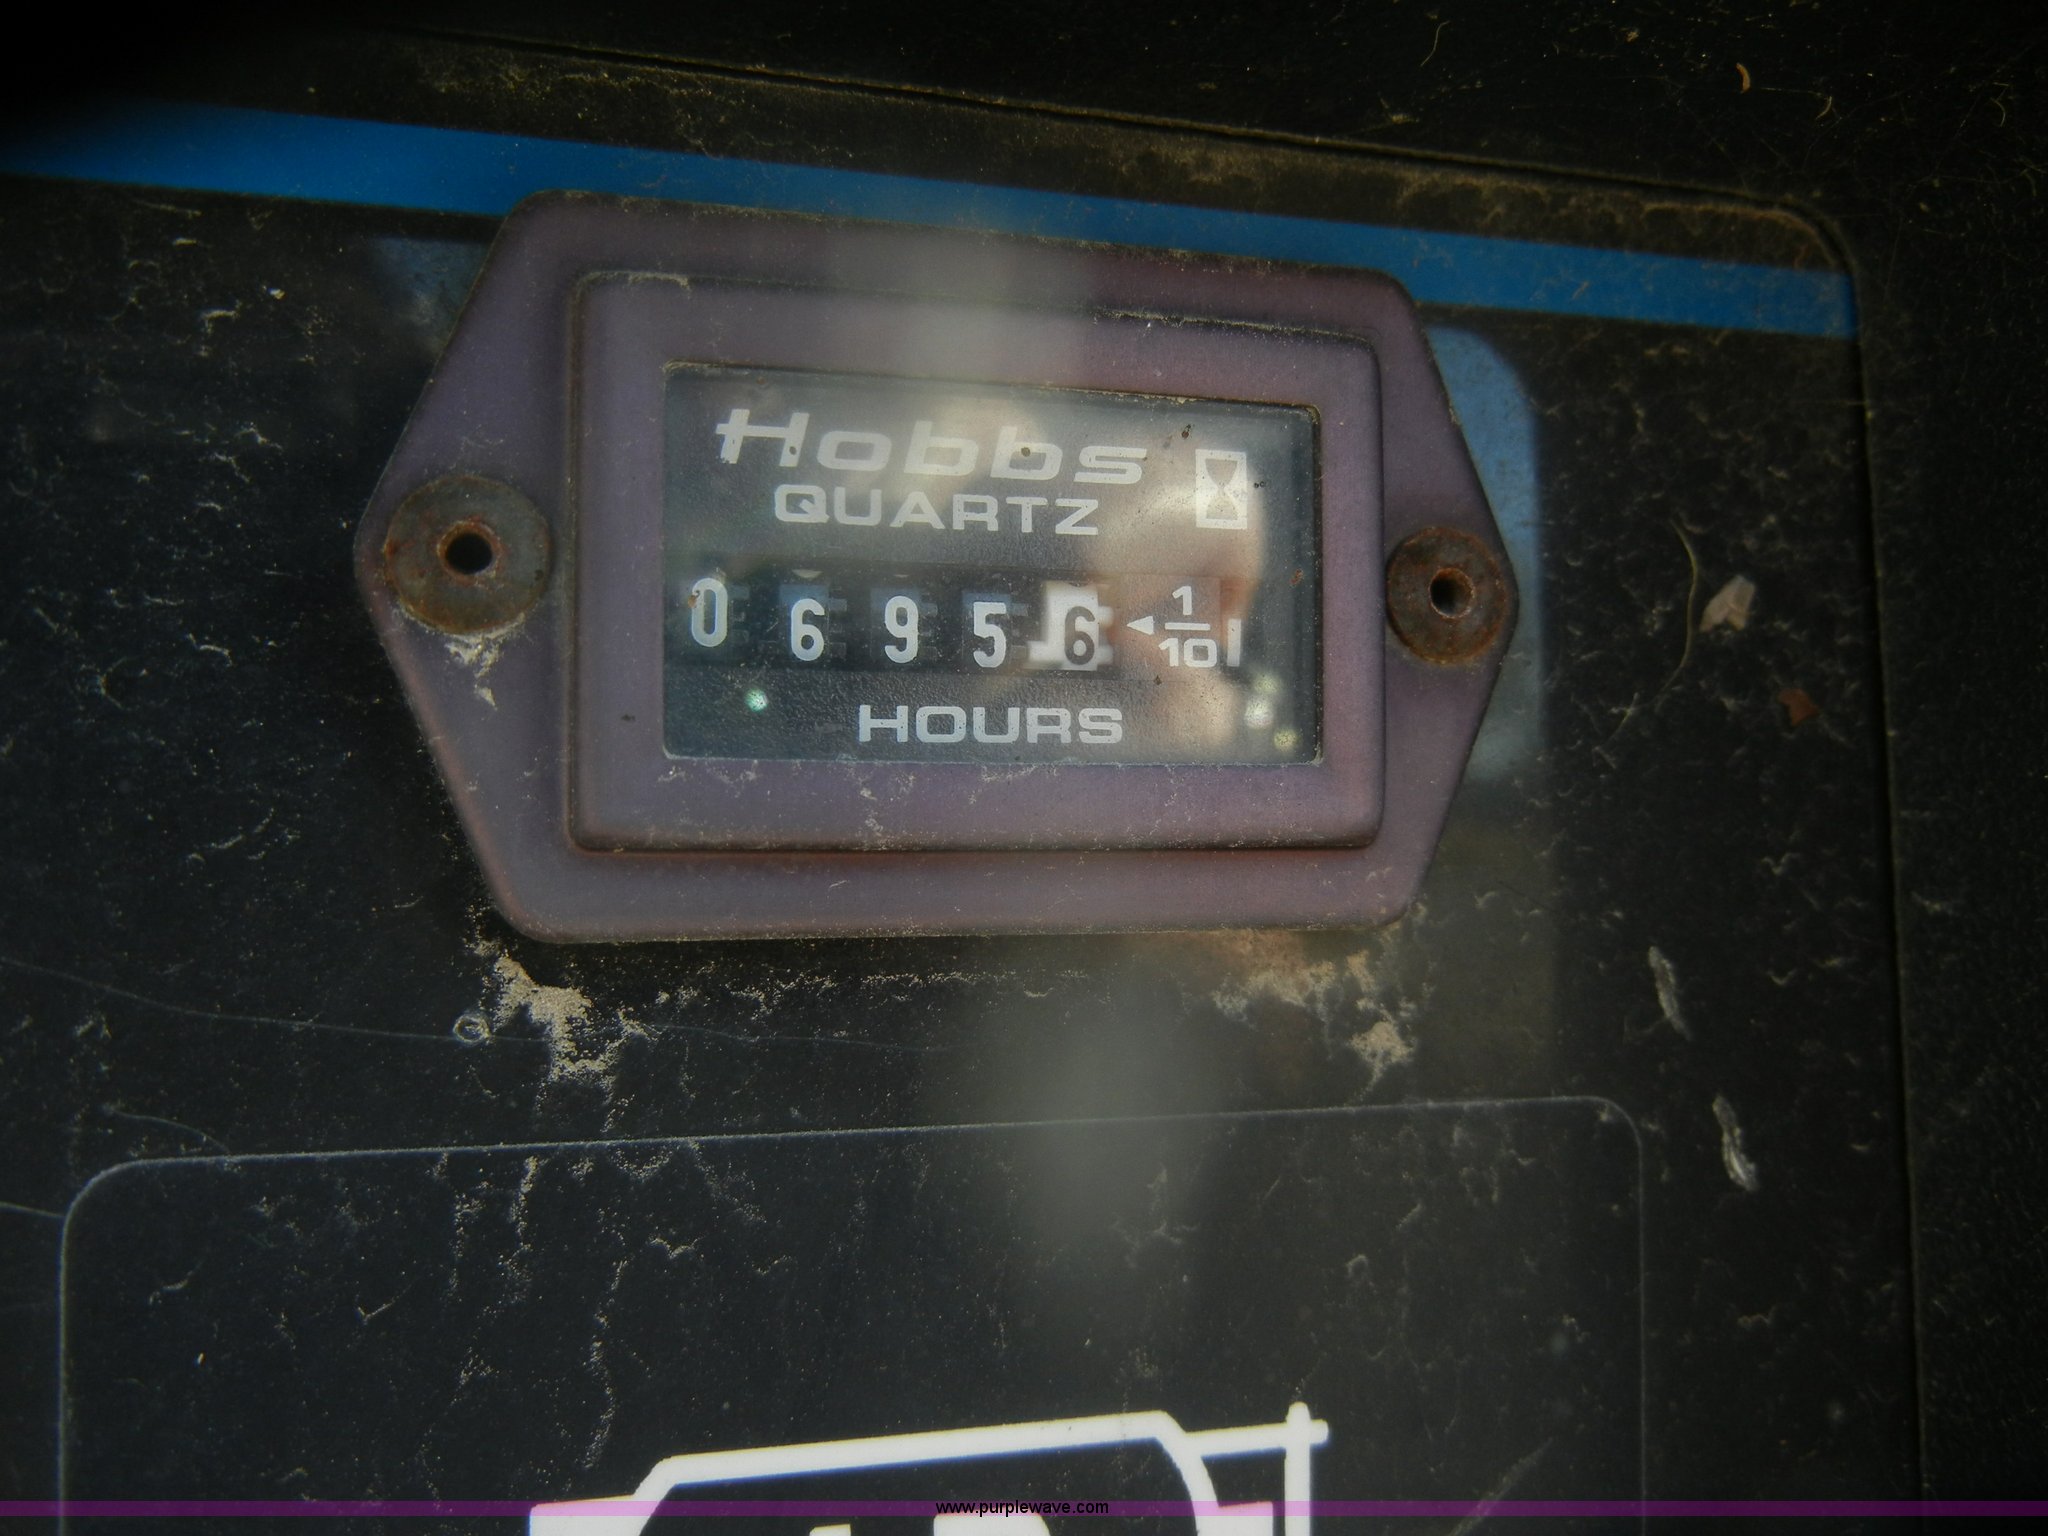 Hobbs
QUARTZ
0 6 9 5 6 1/10
HOURS
www.purplewave.com